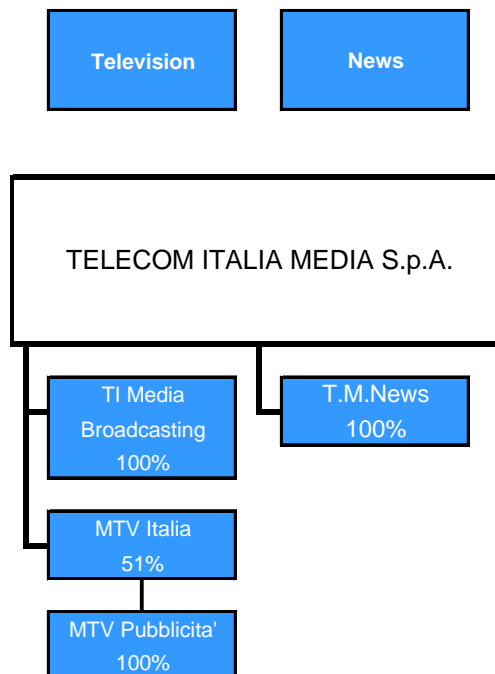 Television
News
TELECOM ITALIA MEDIA S.p.A.
TI Media
Broadcasting
100%
T.M.News
100%
MTV Italia
51%
MTV Pubblicita'
100%